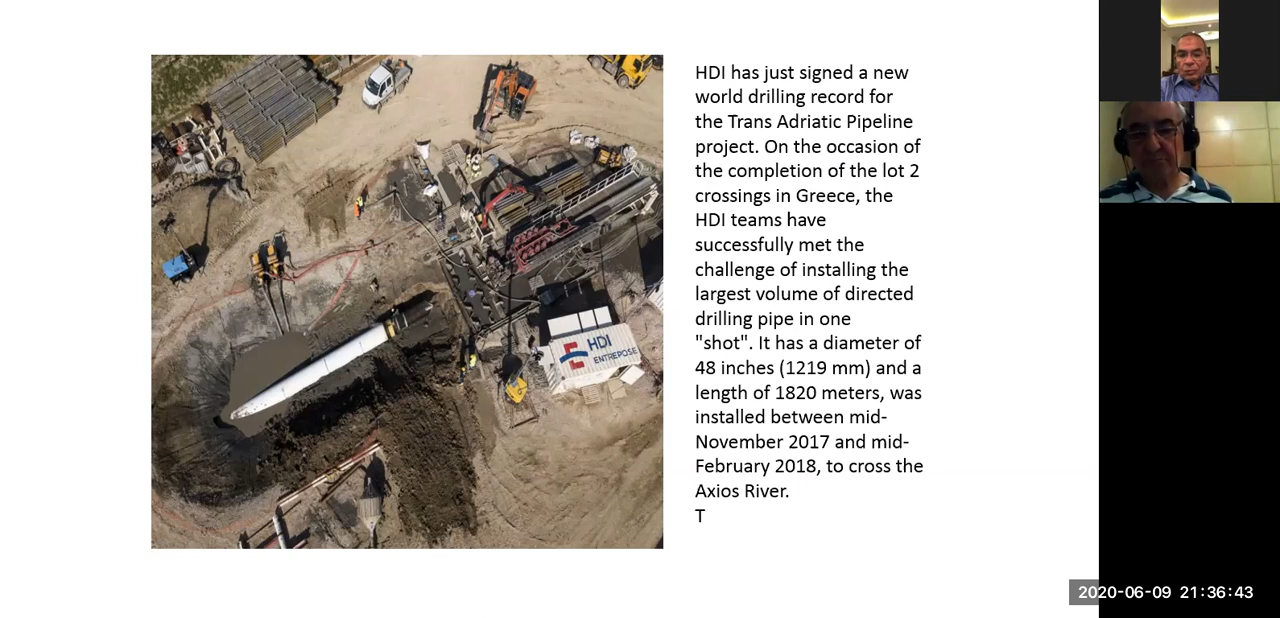 HDI has just signed a new
world drilling record for
the Trans Adriatic Pipeline
project. On the occasion of
the completion of the lot 2
crossings in Greece, the
HDI teams have
successfully met the
challenge of installing the
largest volume of directed
drilling pipe in one
"shot". It has a diameter of
48 inches (1219 mm) and a
length of 1820 meters, was
installed between mid-
November 2017 and mid-
February 2018, to cross the
Axios River.
T
HDI
ENTREPOSE
2020-06-09 21:36:43